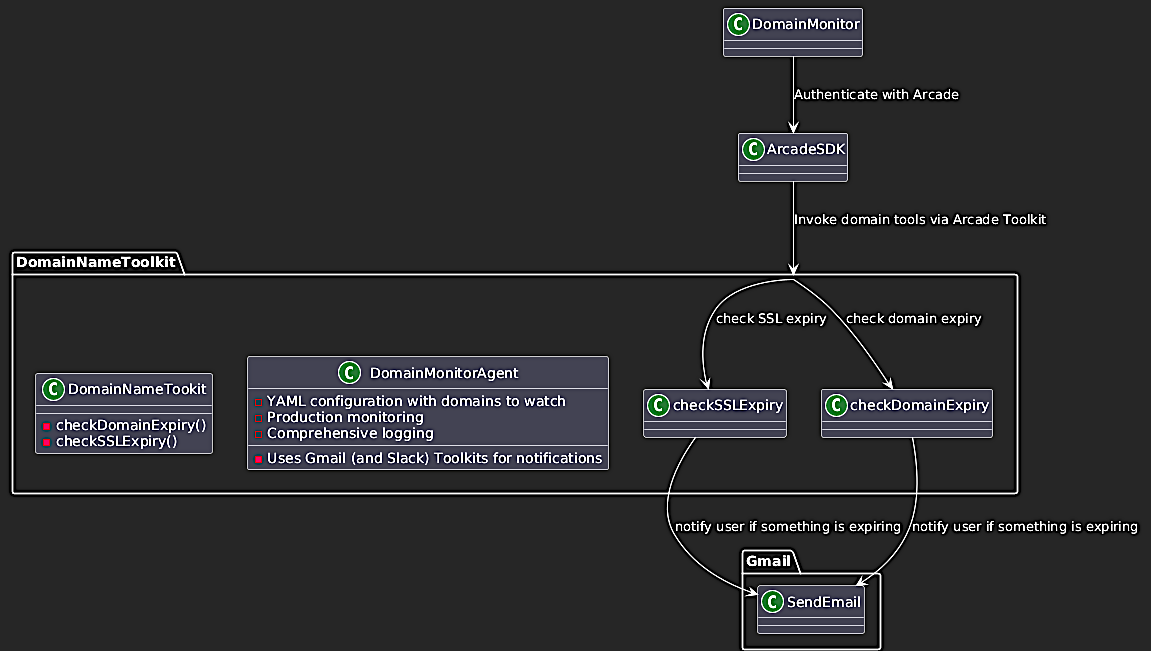 C DomainMonitor
Authenticate with Arcade
C ArcadeSDK
Invoke domain tools via Arcade Toolkit
DomainNameToolkit
check SSL expiry
check domain expiry
C DomainNameTookit
checkDomainExpiry()
checkSSLExpiry()
C DomainMonitorAgent
YAML configuration with domains to watch
Production monitoring
Comprehensive logging
Uses Gmail (and Slack) Toolkits for notifications
C checkSSLExpiry
C checkDomainExpiry
notify user if something is expiring
notify user if something is expiring
Gmail
C SendEmail